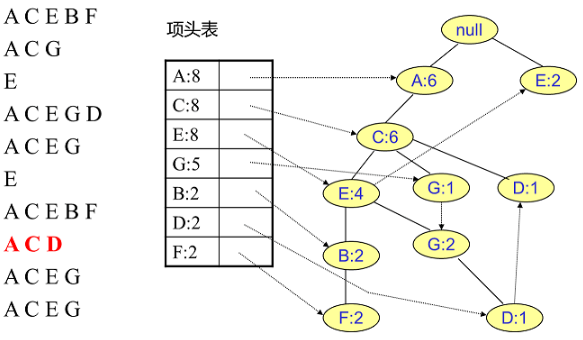 A C E B F
A C G
E
A C E G D
A C E G
E
A C E B F
A C D
A C E G
A C E G
项头表
A:8
C:8
E:8
G:5
B:2
D:2
F:2
null
A:6
E:2
C:6
E:4
G:1
D:1
B:2
G:2
F:2
D:1